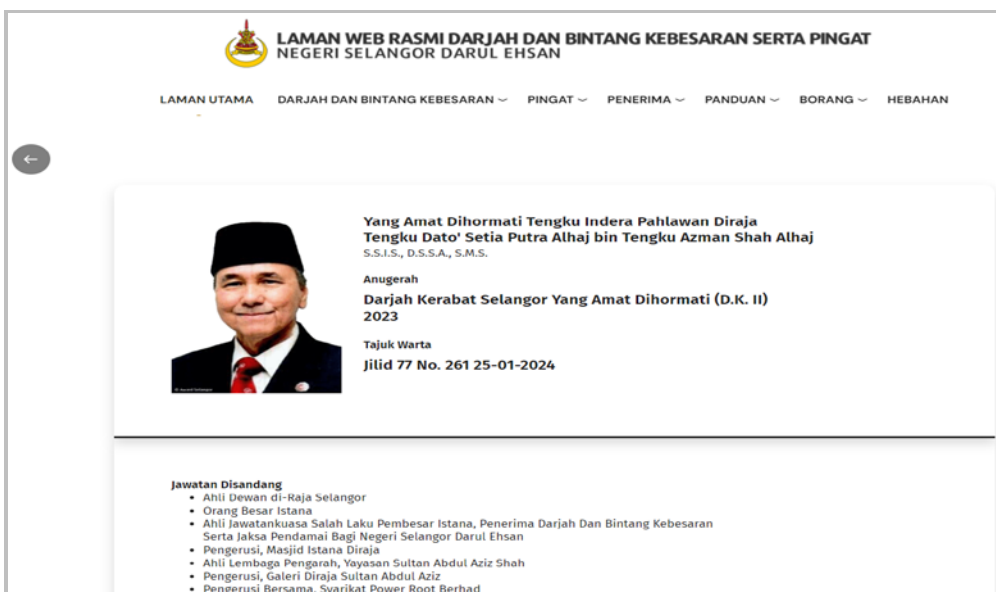 LAMAN WEB RASMI DARJAH DAN BINTANG KEBESARAN SERTA PINGAT
NEGERI SELANGOR DARUL EHSAN
LAMAN UTAMA DARJAH DAN BINTANG KEBESARAN PINGAT PENERIMA PANDUAN BORANG HEBAHAN
Yang Amat Dihormati Tengku Indera Pahlawan Diraja
Tengku Dato' Setia Putra Alhaj bin Tengku Azman Shah Alhaj
S.S.I.S., D.S.S.A., S.M.S.
Anugerah
Darjah Kerabat Selangor Yang Amat Dihormati (D.K. II)
2023
Tajuk Warta
Jilid 77 No. 261 25-01-2024
Jawatan Disandang
• Ahli Dewan di-Raja Selangor
• Orang Besar Istana
• Ahli Jawatankuasa Salah Laku Pembesar Istana, Penerima Darjah Dan Bintang Kebesaran
Serta Jaksa Pendamai Bagi Negeri Selangor Darul Ehsan
• Pengerusi, Masjid Istana Diraja
• Ahli Lembaga Pengarah, Yayasan Sultan Abdul Aziz Shah
• Pengerusi, Galeri Diraja Sultan Abdul Aziz
• Pengerusi Bersama, Syarikat Power Root Berhad